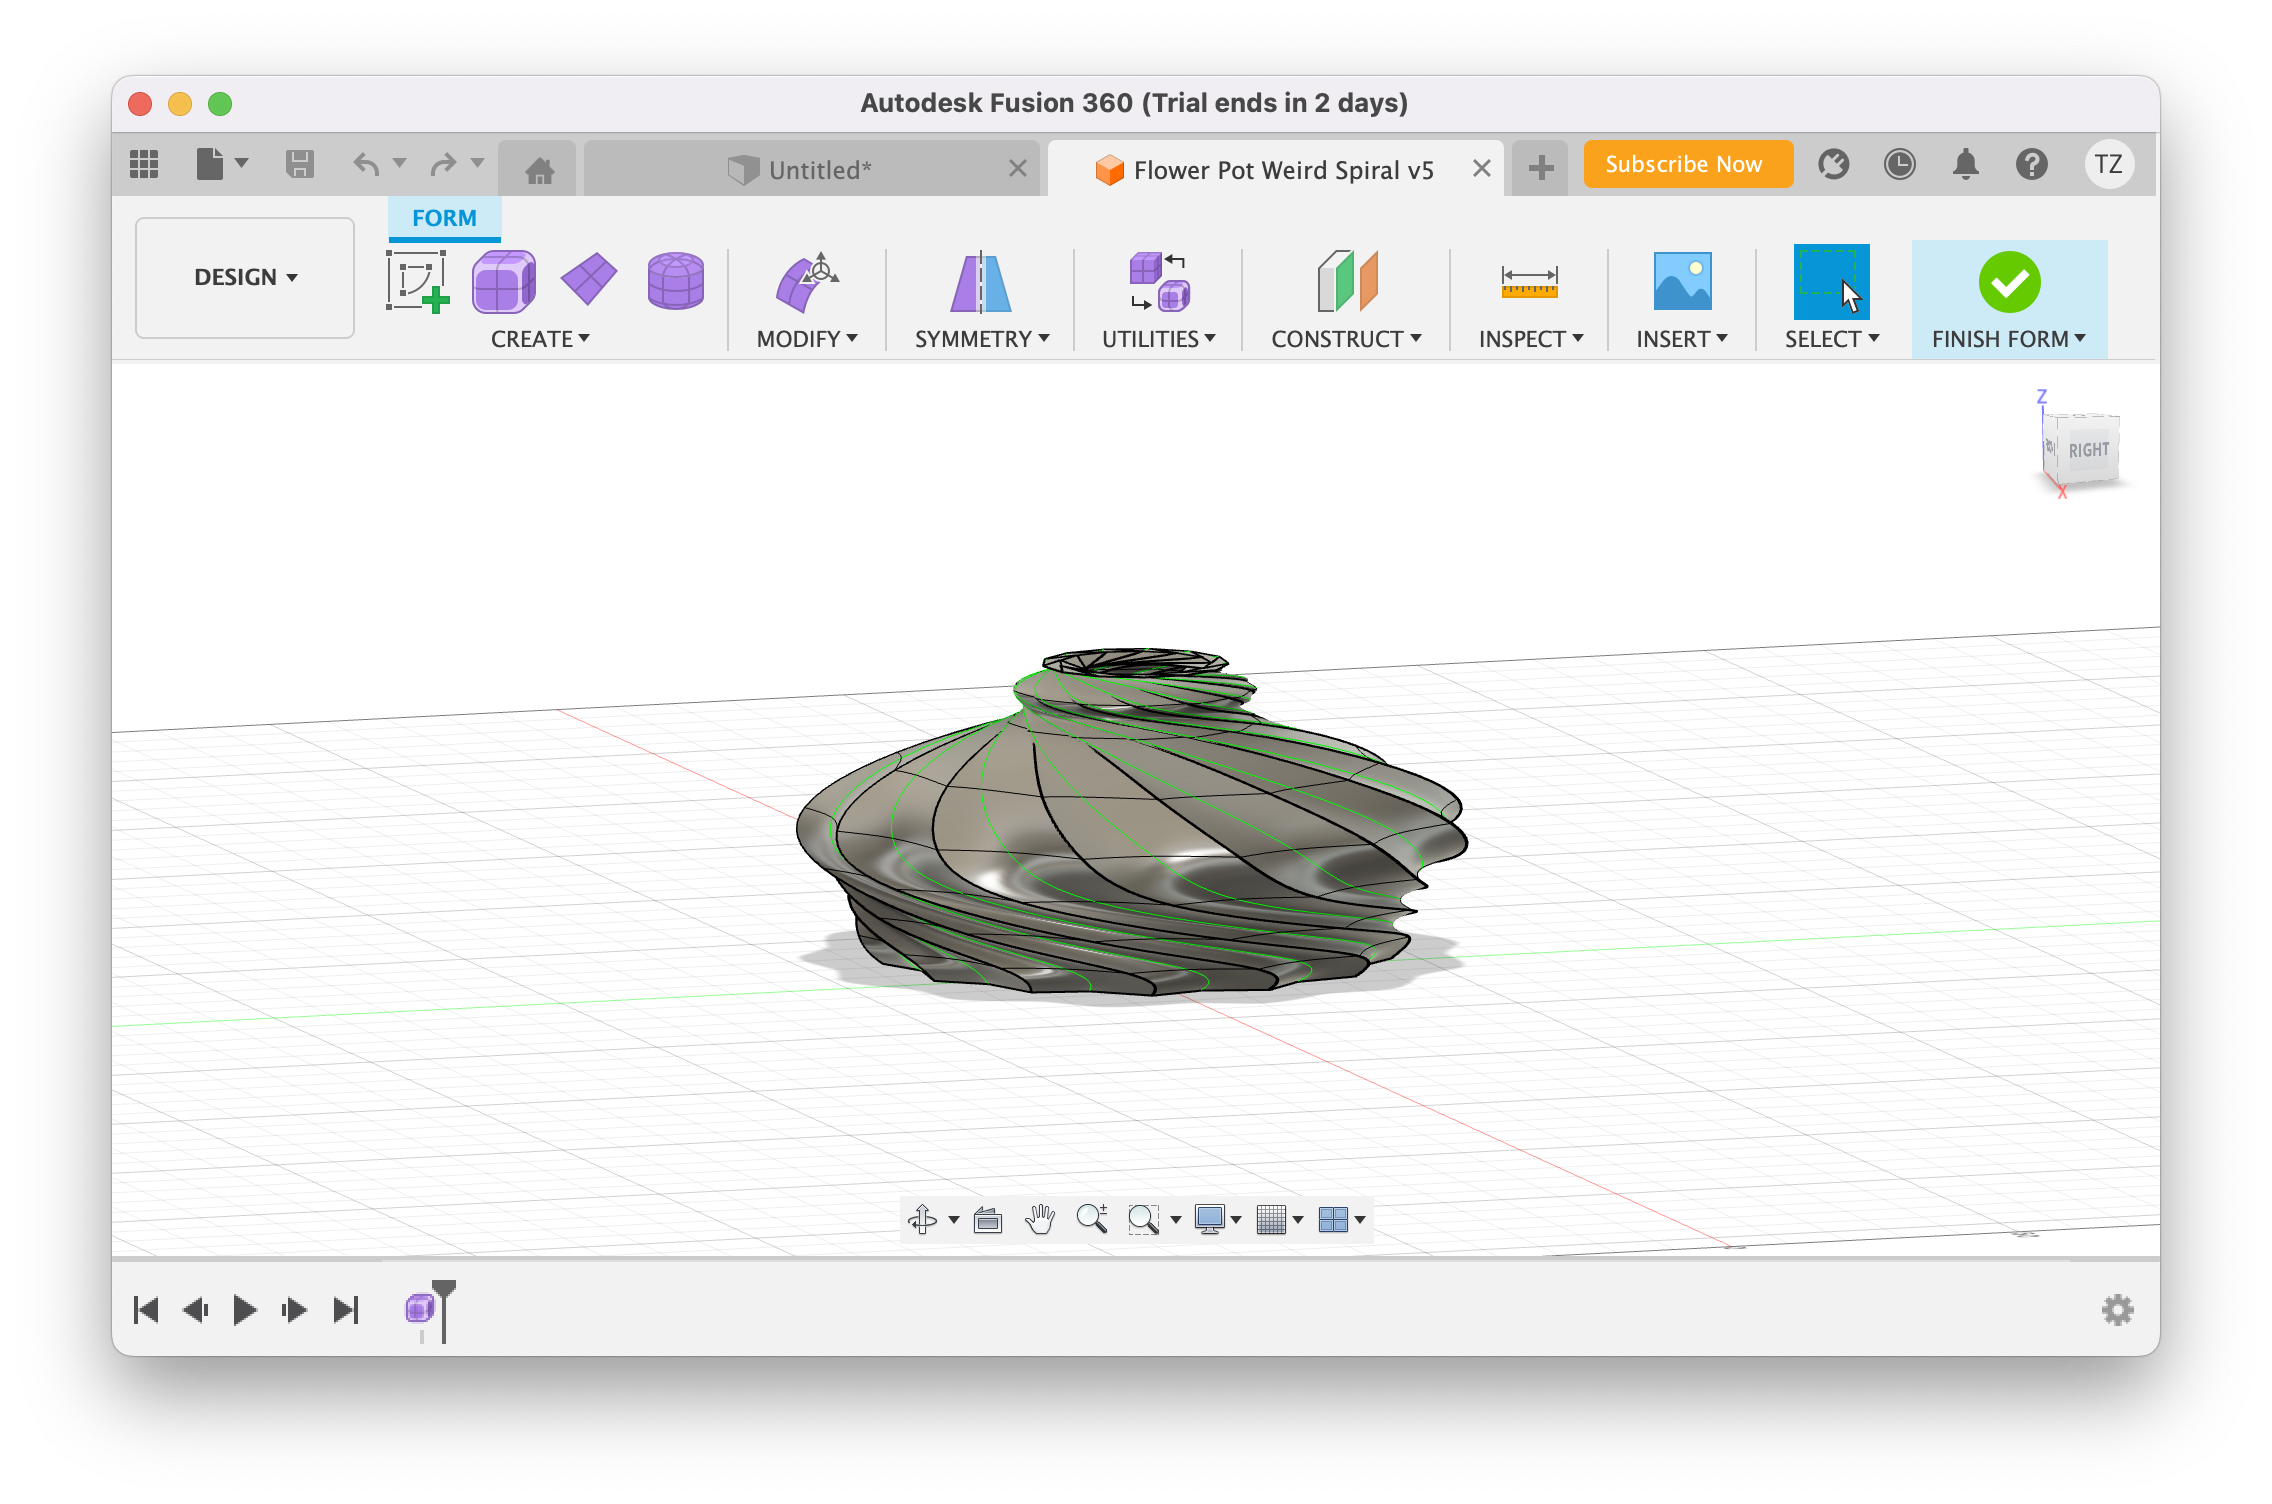 Autodesk Fusion 360 (Trial ends in 2 days)
Untitled*
Flower Pot Weird Spiral v5
Subscribe Now
TZ
FORM
DESIGN
CREATE
MODIFY
SYMMETRY
UTILITIES
CONSTRUCT
INSPECT
INSERT
SELECT
FINISH FORM
Z
RIGHT
X